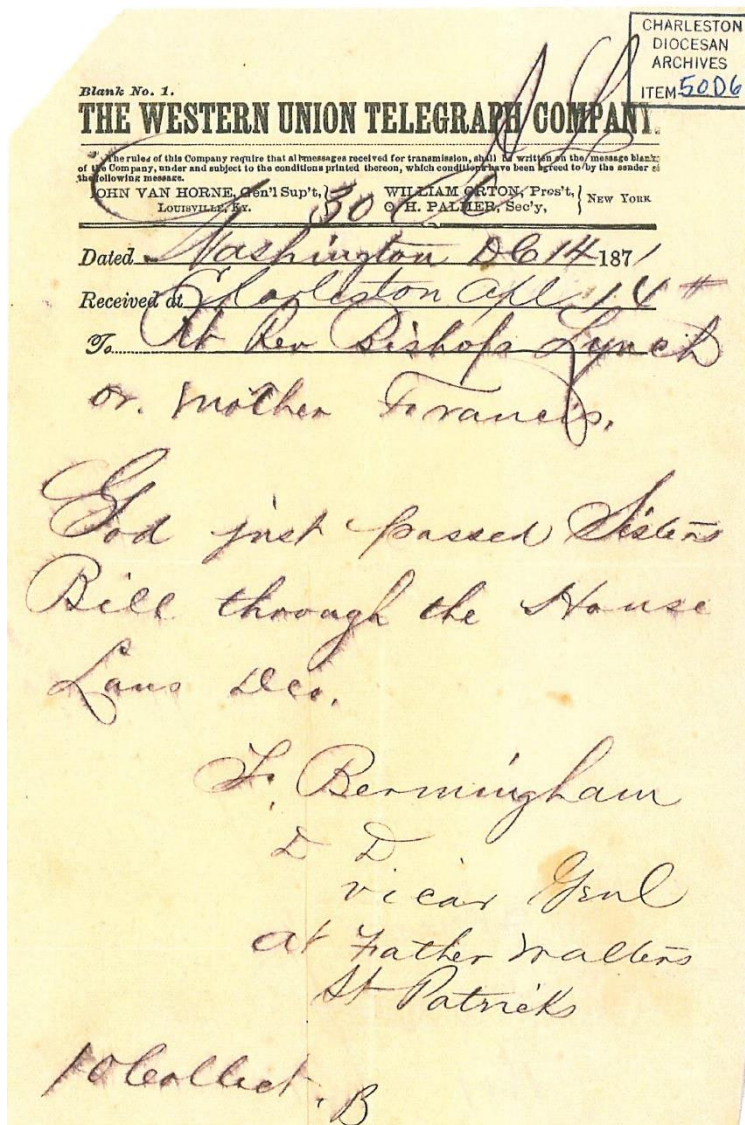 CHARLESTON
DIOCESAN
ARCHIVES
ITEM 50D6
Blank No. 1.
THE WESTERN UNION TELEGRAPH COMPANY.
The rules of this Company require that all messages received for transmission, shall be written on the message blanks
of the Company, under and subject to the conditions printed thereon, which conditions have been agreed to by the sender of
the following message.
JOHN VAN HORNE, Gen'l Sup't, WILLIAM ORTON, Pres't, NEW YORK
LOUISVILLE, KY. O. H. PALMER, Sec'y,
30
Dated Washington DC 14 1871
Received at Charleston Apl 14
To Rt Rev Bishop Lynch
or. Mother Francis.
God just passed Sisters
Bill through the House
Laus Deo.
F. Bermingham
D D
Vicar Genl
at Father Walters
St Patricks
10 Collect. B